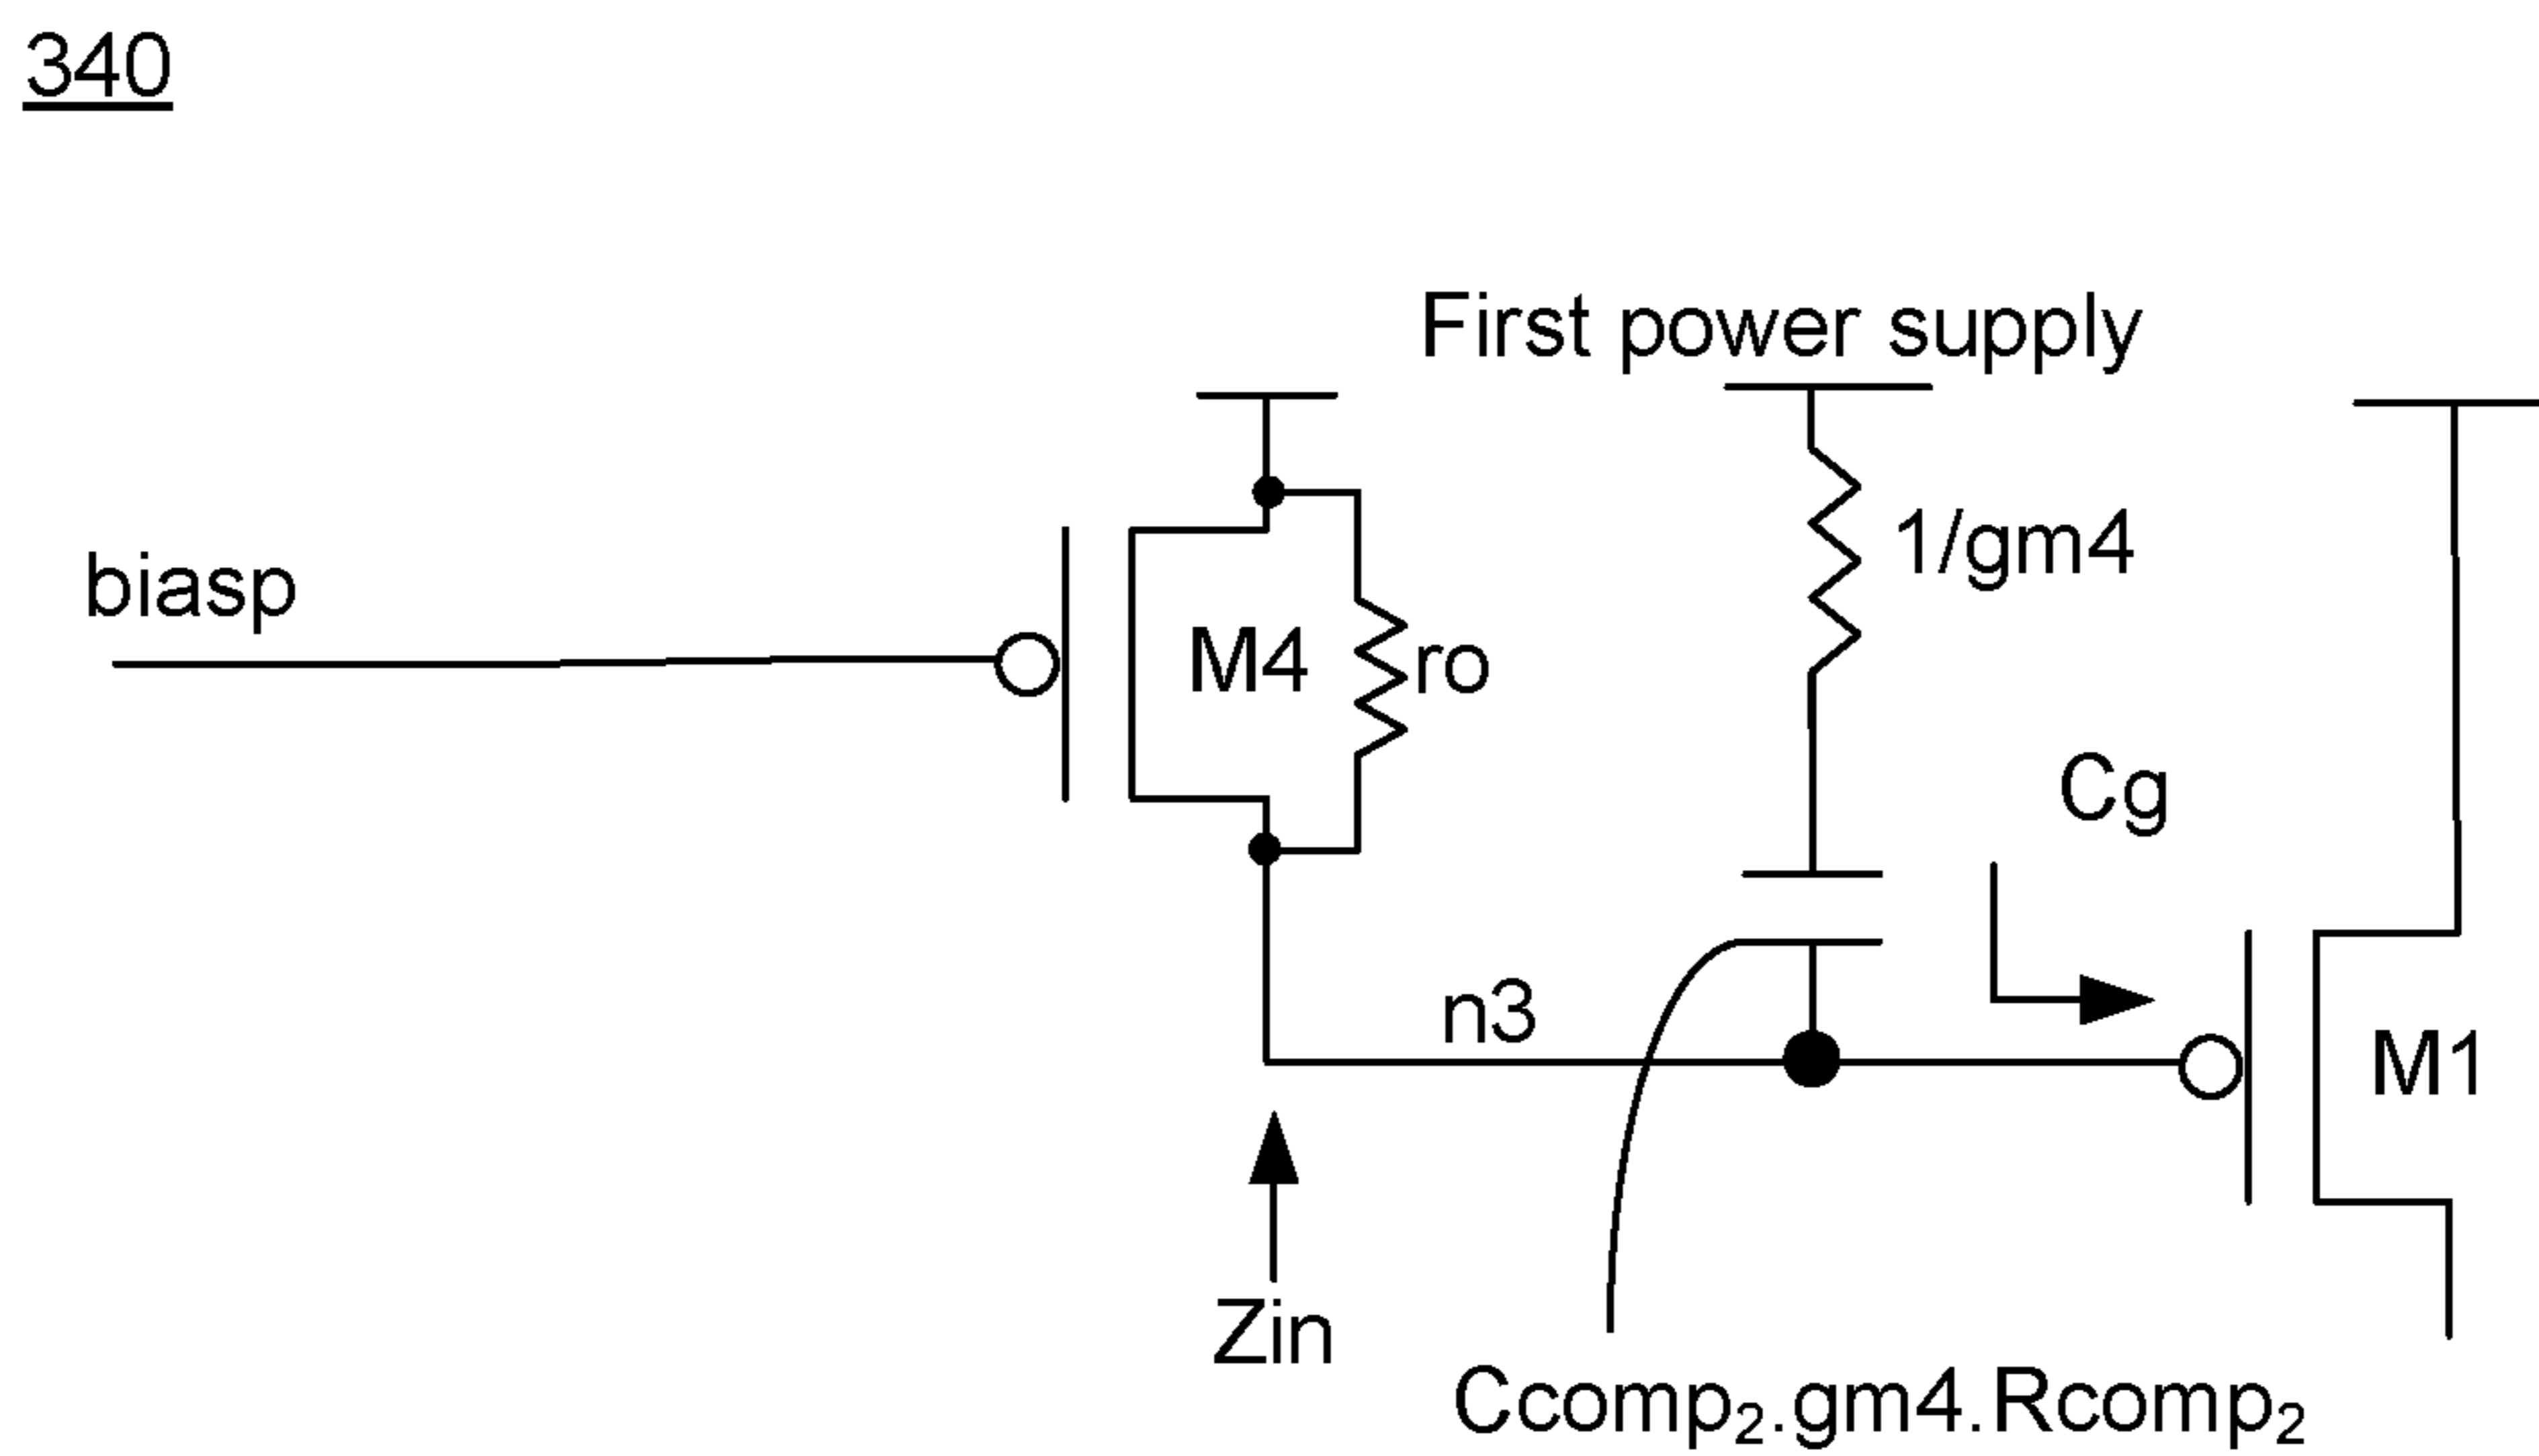 340
First power supply
1/gm4
biasp
M4
ro
Cg
n3
M1
Zin
Ccomp₂.gm4.Rcomp₂